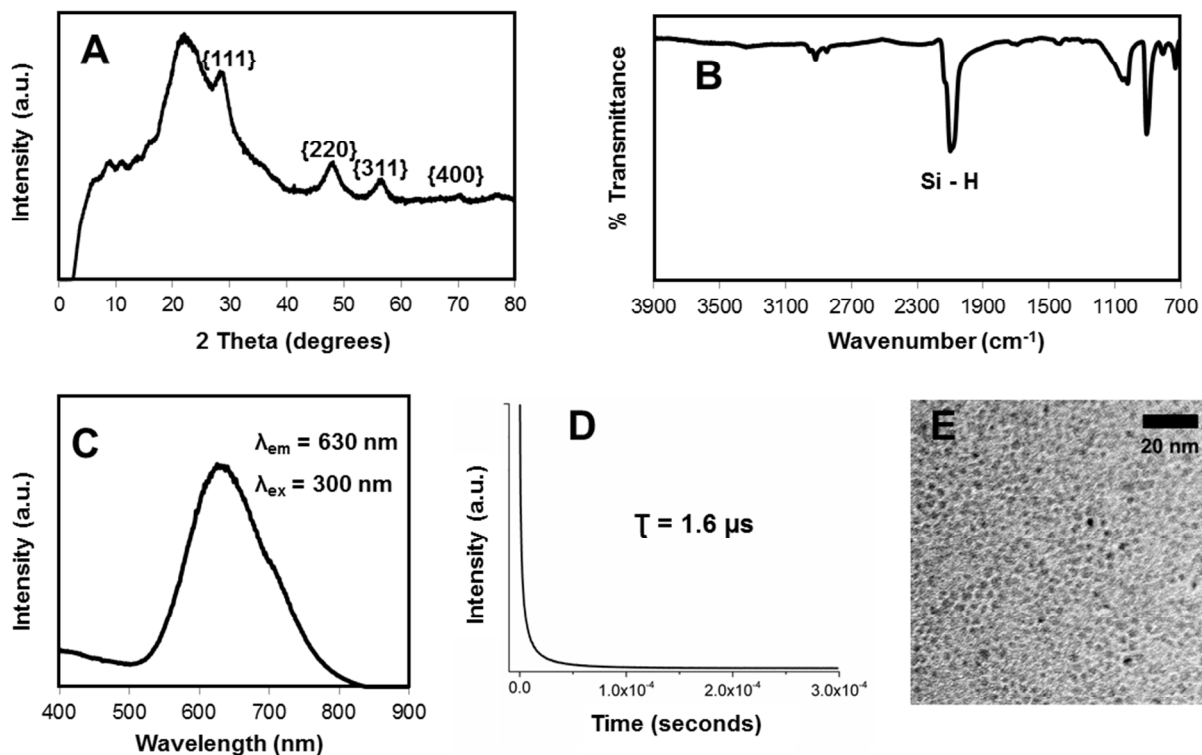 A
{111}
{220}
{311}
{400}
Intensity (a.u.)
0 10 20 30 40 50 60 70 80
2 Theta (degrees)
B
Si - H
% Transmittance
3900 3500 3100 2700 2300 1900 1500 1100 700
Wavenumber (cm⁻¹)
C
λem = 630 nm
λex = 300 nm
Intensity (a.u.)
400 500 600 700 800 900
Wavelength (nm)
D
Ʈ = 1.6 µs
Intensity (a.u.)
0.0 1.0x10⁻⁴ 2.0x10⁻⁴ 3.0x10⁻⁴
Time (seconds)
E
20 nm